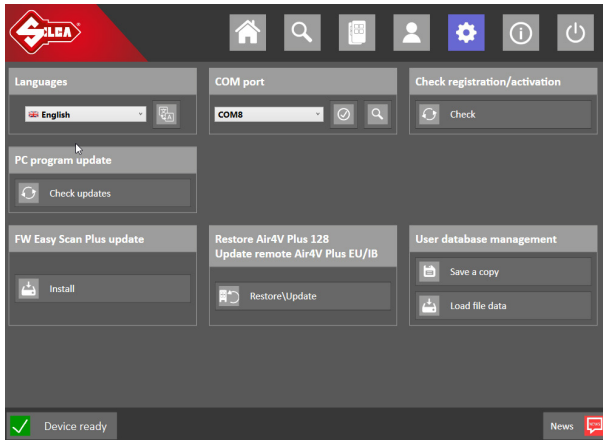 SILCA
Languages
COM port
Check registration/activation
English
COM8
Check
PC program update
Check updates
FW Easy Scan Plus update
Restore Air4V Plus 128
Update remote Air4V Plus EU/IB
User database management
Install
Restore\Update
Save a copy
Load file data
Device ready
News
NEWS